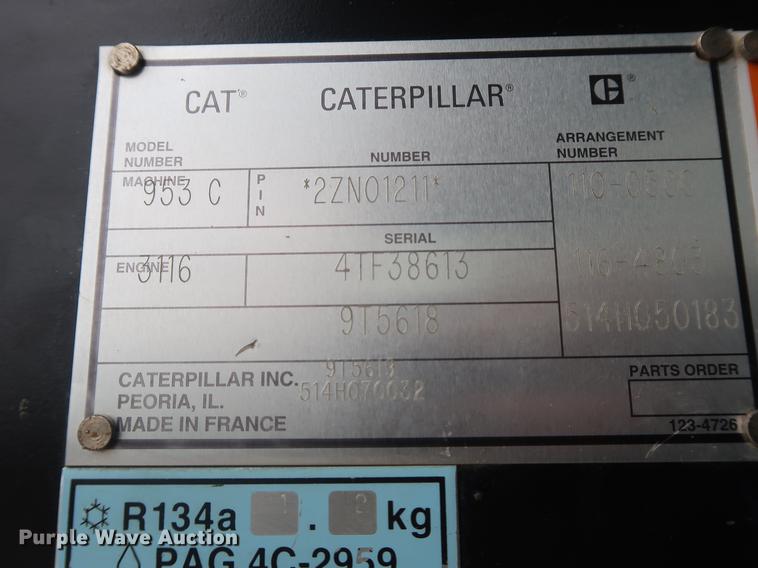 CAT® CATERPILLAR® C®
MODEL NUMBER NUMBER ARRANGEMENT NUMBER
MACHINE 953 C PIN *2ZN01211*
SERIAL
ENGINE 3116 4TF38613
9T5618 514H050183
9T5618
CATERPILLAR INC. 514H070032 PARTS ORDER
PEORIA, IL.
MADE IN FRANCE 123-4726
R134a 1.2 kg
PAG 4C-2959
Purple Wave Auction